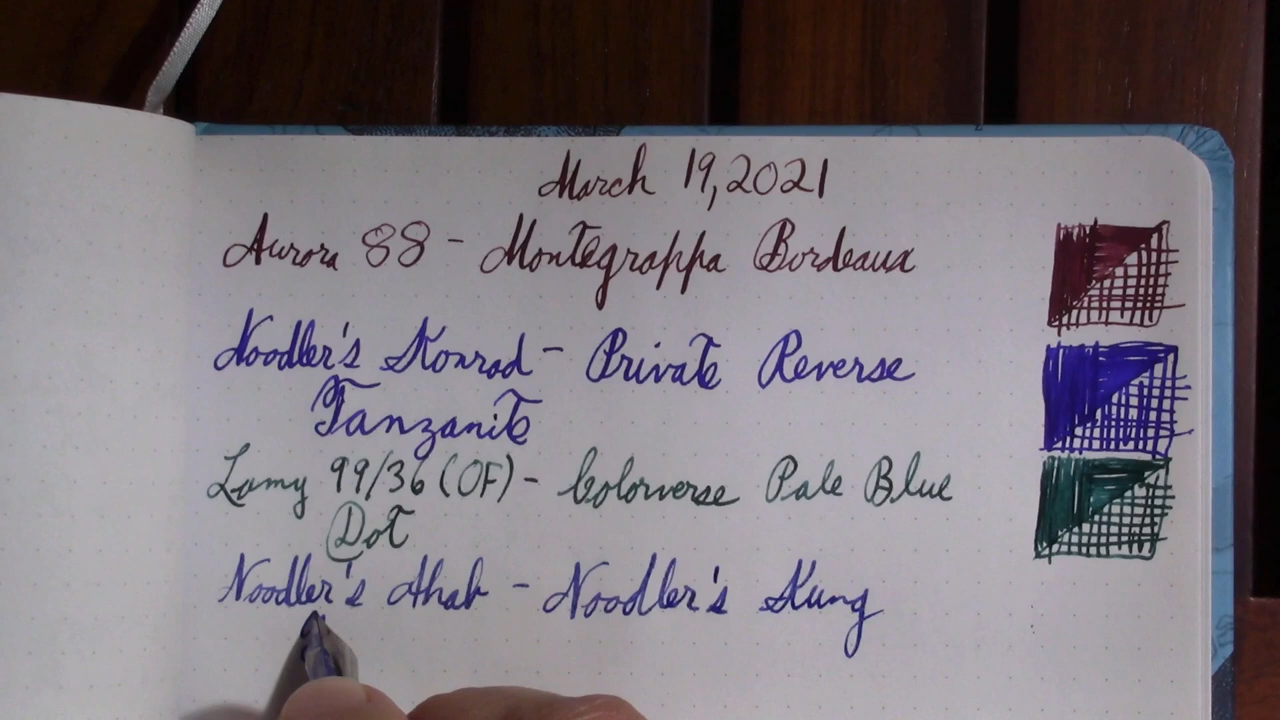 March 19, 2021
Aurora 88 - Montegrappa Bordeaux
Noodler's Konrad - Private Reverse
Tanzanite
Lamy 99/36 (OF) - Colorverse Pale Blue
Dot
Noodler's Ahab - Noodler's Kung